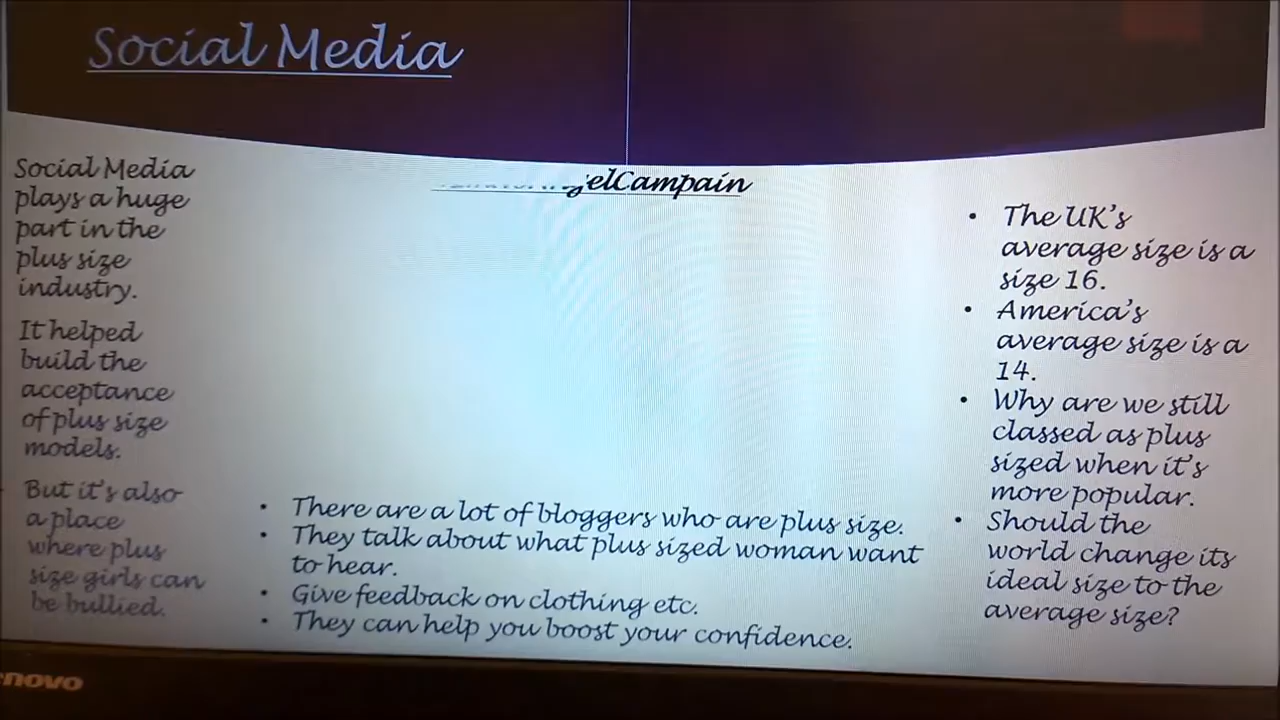 Social Media
Social Media
plays a huge
part in the
plus size
industry.
It helped
build the
acceptance
of plus size
models.
But it's also
a place
where plus
size girls can
be bullied.
elCampain
There are a lot of bloggers who are plus size.
They talk about what plus sized woman want
to hear.
Give feedback on clothing etc.
They can help you boost your confidence.
The UK's
average size is a
size 16.
America's
average size is a
14.
Why are we still
classed as plus
sized when it's
more popular.
Should the
world change its
ideal size to the
average size?
novo